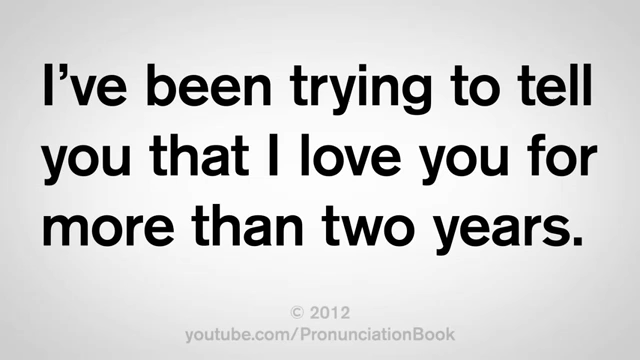 I’ve been trying to tell
you that I love you for
more than two years.
© 2012
youtube.com/PronunciationBook